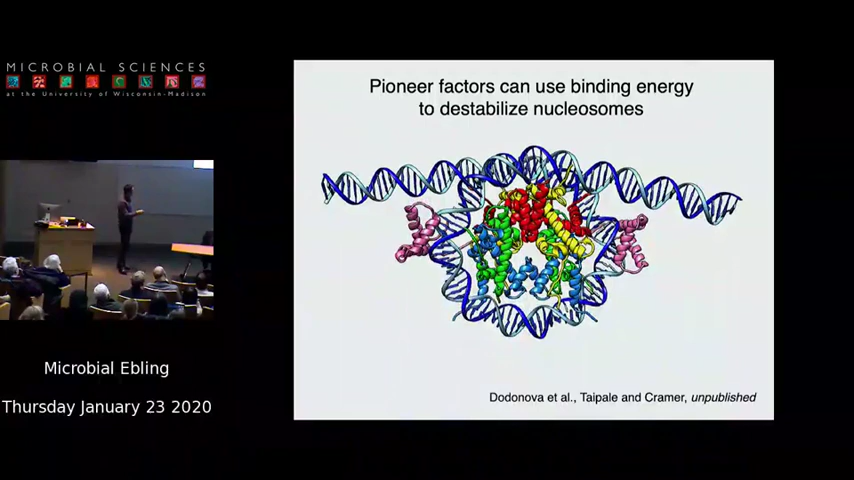 MICROBIAL SCIENCES
at the University of Wisconsin-Madison
Microbial Ebling
Thursday January 23 2020
Pioneer factors can use binding energy
to destabilize nucleosomes
Dodonova et al., Taipale and Cramer, unpublished